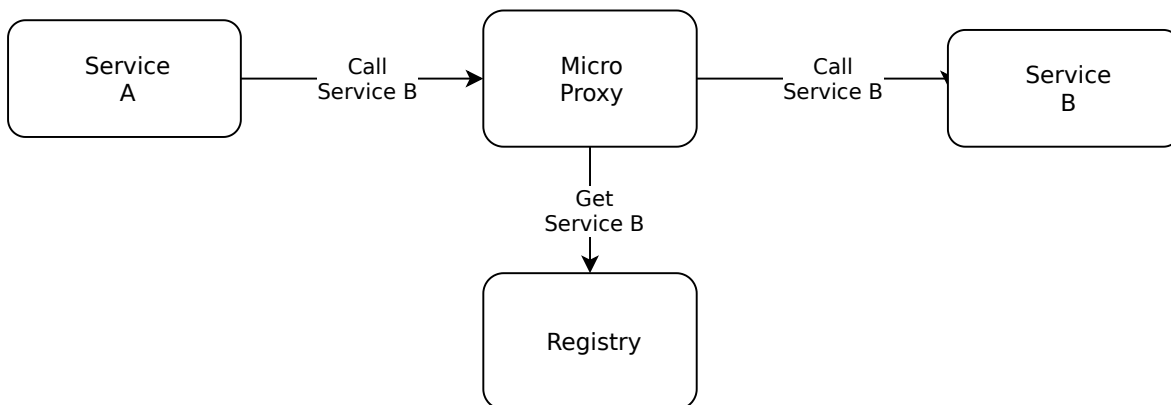 Service
A
Call
Service B
Micro
Proxy
Call
Service B
Service
B
Get
Service B
Registry